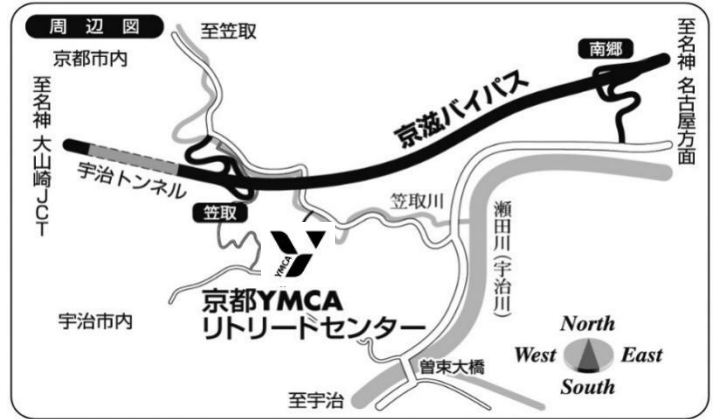 周辺図
至笠取
京都市内
至名神 大山崎JCT
宇治トンネル
笠取
京滋バイパス
南郷
至名神 名古屋方面
笠取川
瀬田川(宇治川)
YMCA
京都YMCA
リトリートセンター
宇治市内
曽束大橋
至宇治
North
West
East
South